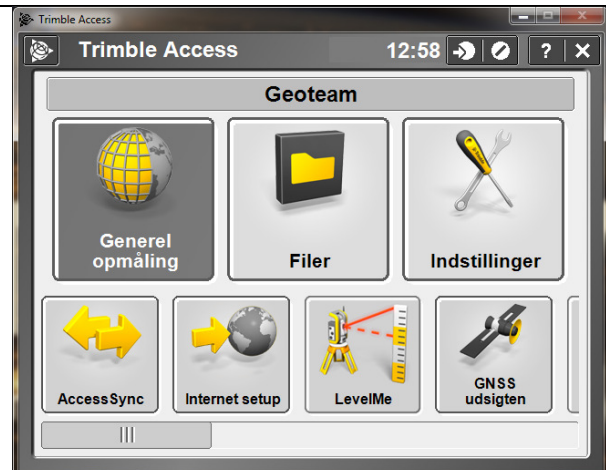 Trimble Access
Trimble Access
12:58
?
X
Geoteam
Generel
opmåling
Filer
Indstillinger
AccessSync
Internet setup
LevelMe
GNSS
udsigten